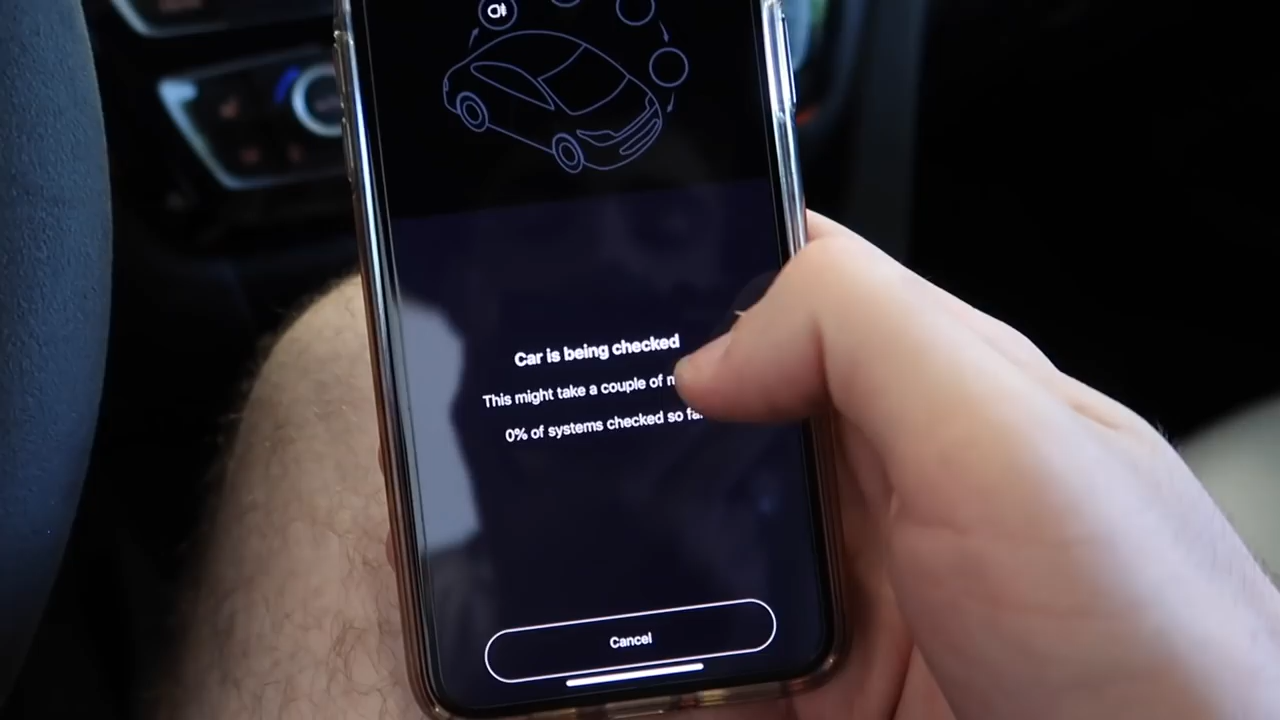 Car is being checked
This might take a couple of
0% of systems checked so
Cancel